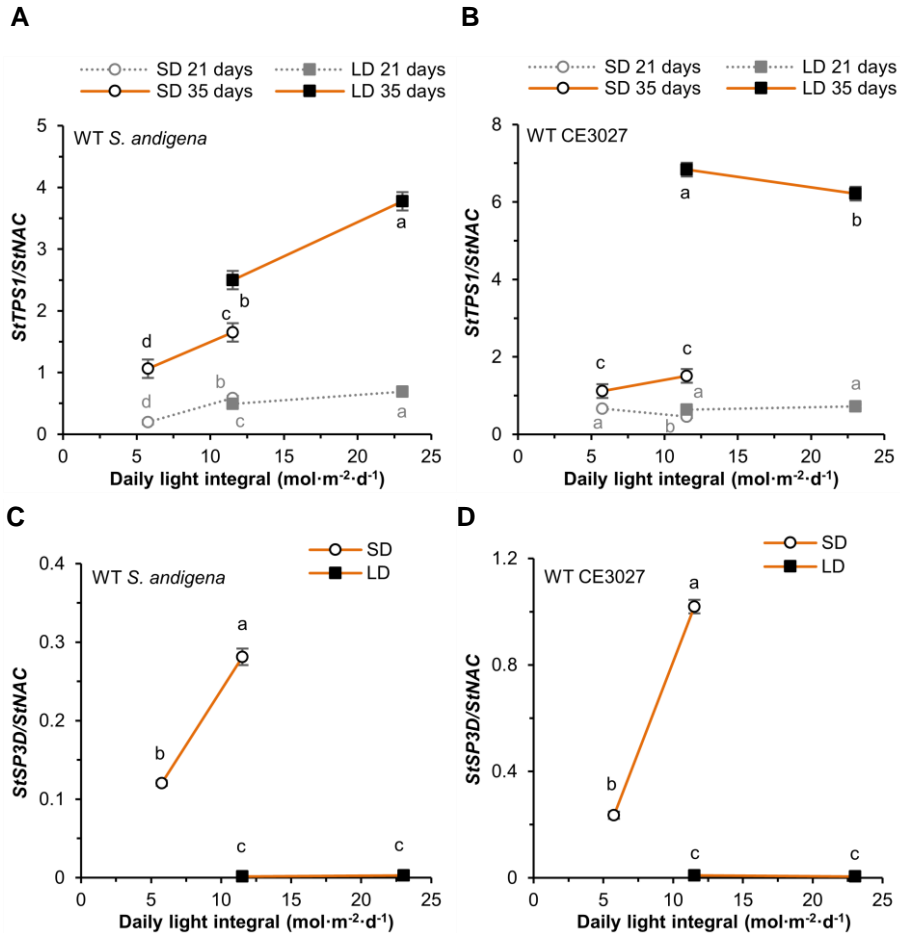 A
SD 21 days
LD 21 days
SD 35 days
LD 35 days
WT S. andigena
StTPS1/StNAC
5
4
3
2
1
0
d
c
b
a
d
b
c
a
0
5
10
15
20
25
Daily light integral (mol·m⁻²·d⁻¹)
B
SD 21 days
LD 21 days
SD 35 days
LD 35 days
WT CE3027
StTPS1/StNAC
8
6
4
2
0
a
b
c
c
a
b
a
a
0
5
10
15
20
25
Daily light integral (mol·m⁻²·d⁻¹)
C
SD
LD
WT S. andigena
StSP3D/StNAC
0.4
0.3
0.2
0.1
0
a
b
c
c
0
5
10
15
20
25
Daily light integral (mol·m⁻²·d⁻¹)
D
SD
LD
WT CE3027
StSP3D/StNAC
1.2
0.8
0.4
0
a
b
c
c
0
5
10
15
20
25
Daily light integral (mol·m⁻²·d⁻¹)